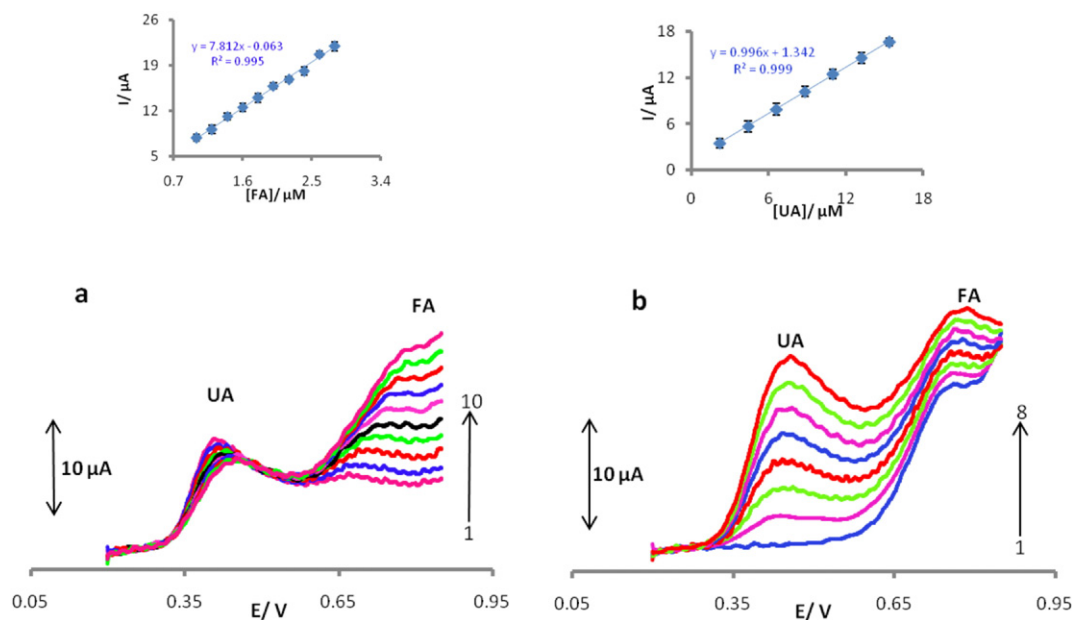 26
19
12
5
I/ µA
y = 7.812x - 0.063
R² = 0.995
0.7
1.6
2.5
3.4
[FA]/ µM
18
12
6
0
I/ µA
y = 0.996x + 1.342
R² = 0.999
0
6
12
18
[UA]/ µM
a
FA
UA
10
10 µA
1
0.05
0.35
0.65
0.95
E/ V
b
FA
UA
8
10 µA
1
0.05
0.35
0.65
0.95
E/ V